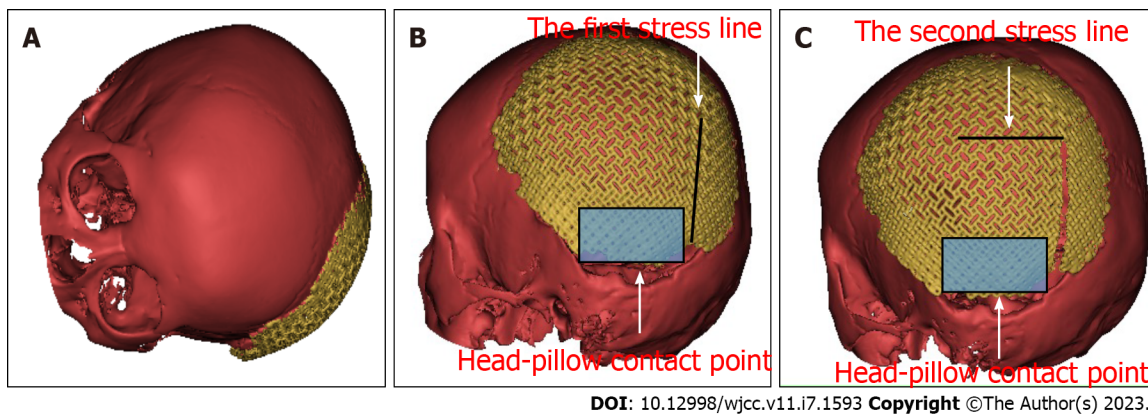 A
B
The first stress line
Head-pillow contact point
C
The second stress line
Head-pillow contact point
DOI: 10.12998/wjcc.v11.i7.1593 Copyright ©The Author(s) 2023.